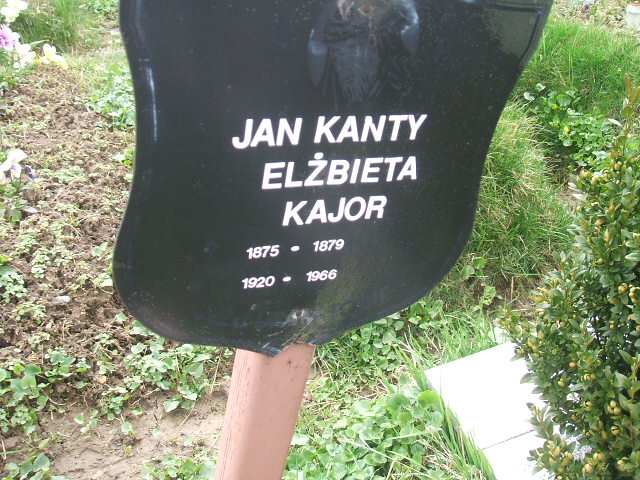 JAN KANTY
ELŻBIETA
KAJOR
1875 - 1879
1920 - 1966